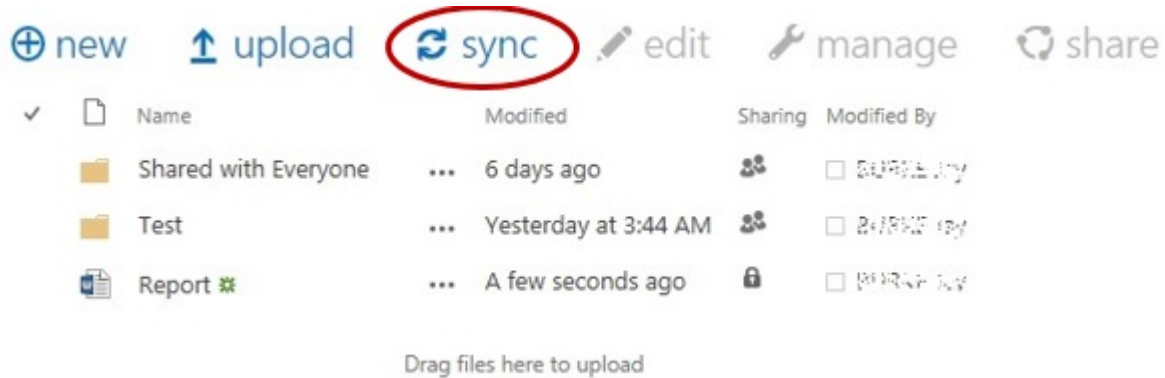 new upload sync edit manage share
Name Modified Sharing Modified By
Shared with Everyone ... 6 days ago
Test ... Yesterday at 3:44 AM
Report ... A few seconds ago
Drag files here to upload